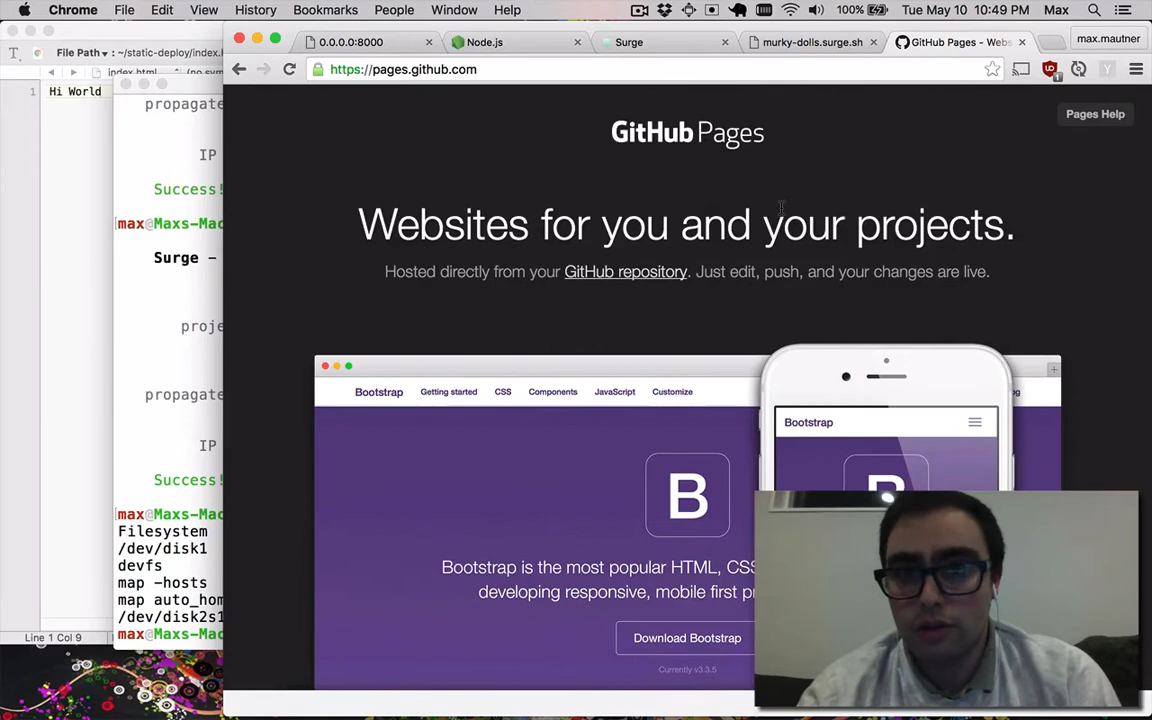 Chrome File Edit View History Bookmarks People Window Help 100% Tue May 10 10:49 PM Max
File Path ▾ : ~/static-deploy/index.h
index.html
1 Hi World
Line 1 Col 9
propagate
IP
Success!
max@Maxs-Mac
Surge -
proje
propagate
IP
Success!
max@Maxs-Mac
Filesystem
/dev/disk1
devfs
map -hosts
map auto_hom
/dev/disk2s1
max@Maxs-Mac
0.0.0.0:8000 Node.js Surge murky-dolls.surge.sh GitHub Pages - Webs max.mautner
https://pages.github.com
Pages Help
GitHub Pages
Websites for you and your projects.
Hosted directly from your GitHub repository. Just edit, push, and your changes are live.
Bootstrap Getting started CSS Components JavaScript Customize og
Bootstrap
B
B
Bootstrap is the most popular HTML, CSS
developing responsive, mobile first pr
Download Bootstrap
Currently v3.3.5